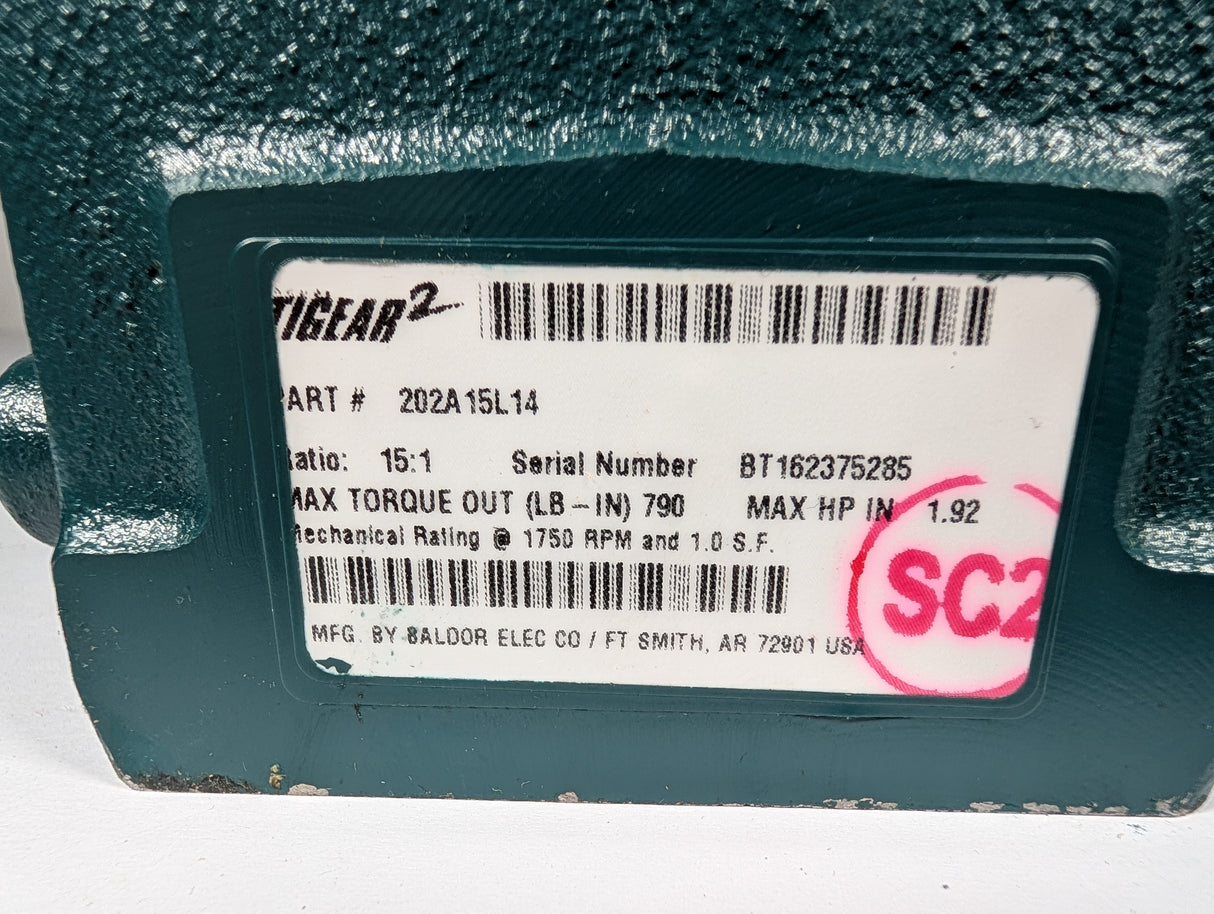 TIGEAR2
PART # 202A15L14
Ratio: 15:1 Serial Number BT162375285
MAX TORQUE OUT (LB-IN) 790 MAX HP IN 1.92
Mechanical Rating @ 1750 RPM and 1.0 S.F.
SC2
MFG. BY BALDOR ELEC CO / FT SMITH, AR 72901 USA